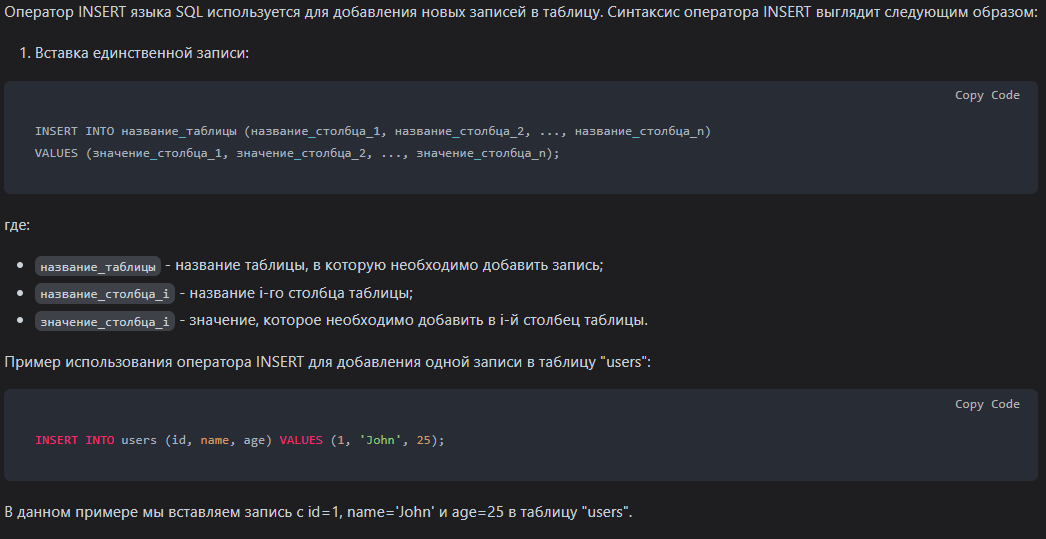 Оператор INSERT языка SQL используется для добавления новых записей в таблицу. Синтаксис оператора INSERT выглядит следующим образом:
1. Вставка единственной записи:
Copy Code
INSERT INTO название_таблицы (название_столбца_1, название_столбца_2, ..., название_столбца_n)
VALUES (значение_столбца_1, значение_столбца_2, ..., значение_столбца_n);
где:
• название_таблицы - название таблицы, в которую необходимо добавить запись;
• название_столбца_i - название i-го столбца таблицы;
• значение_столбца_i - значение, которое необходимо добавить в i-й столбец таблицы.
Пример использования оператора INSERT для добавления одной записи в таблицу "users":
Copy Code
INSERT INTO users (id, name, age) VALUES (1, 'John', 25);
В данном примере мы вставляем запись с id=1, name='John' и age=25 в таблицу "users".